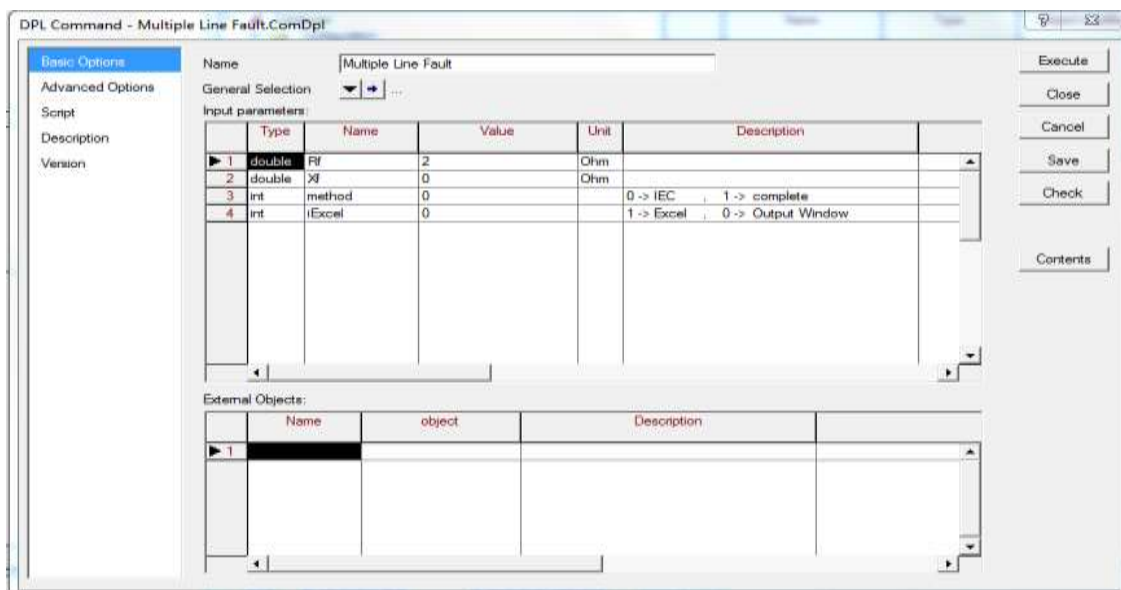 DPL Command - Multiple Line Fault.ComDpl
Basic Options
Advanced Options
Script
Description
Version
Name Multiple Line Fault
General Selection ...
Input parameters:
Type Name Value Unit Description
1 double Rf 2 Ohm
2 double Xf 0 Ohm
3 int method 0 0 -> IEC , 1 -> complete
4 int iExcel 0 1 -> Excel , 0 -> Output Window
External Objects:
Name object Description
1
Execute
Close
Cancel
Save
Check
Contents